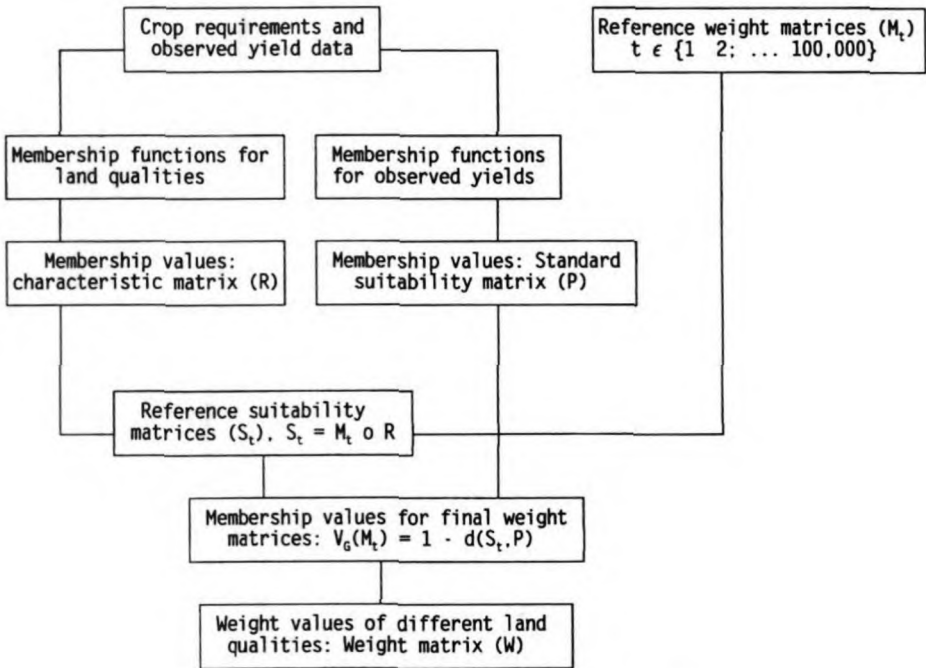 Crop requirements and
observed yield data
Reference weight matrices (Mₜ)
t ϵ {1 2; ... 100,000}
Membership functions for
land qualities
Membership functions
for observed yields
Membership values:
characteristic matrix (R)
Membership values: Standard
suitability matrix (P)
Reference suitability
matrices (Sₜ). Sₜ = Mₜ o R
Membership values for final weight
matrices: V_G(Mₜ) = 1 - d(Sₜ,P)
Weight values of different land
qualities: Weight matrix (W)